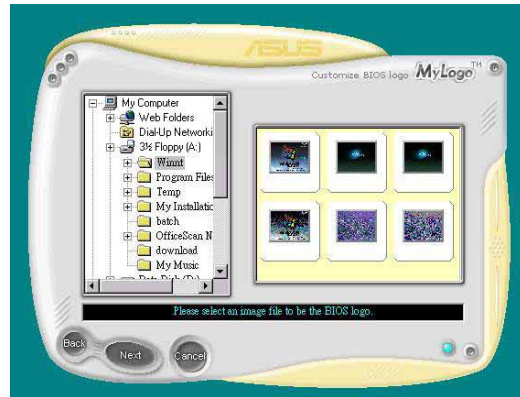 ASUS
Customize BIOS logo MyLogo™
My Computer
Web Folders
Dial-Up Networki
3½ Floppy (A:)
Winnt
Program Files
Temp
My Installatio
batch
OfficeScan N
download
My Music
Please select an image file to be the BIOS logo.
Back
Next
Cancel